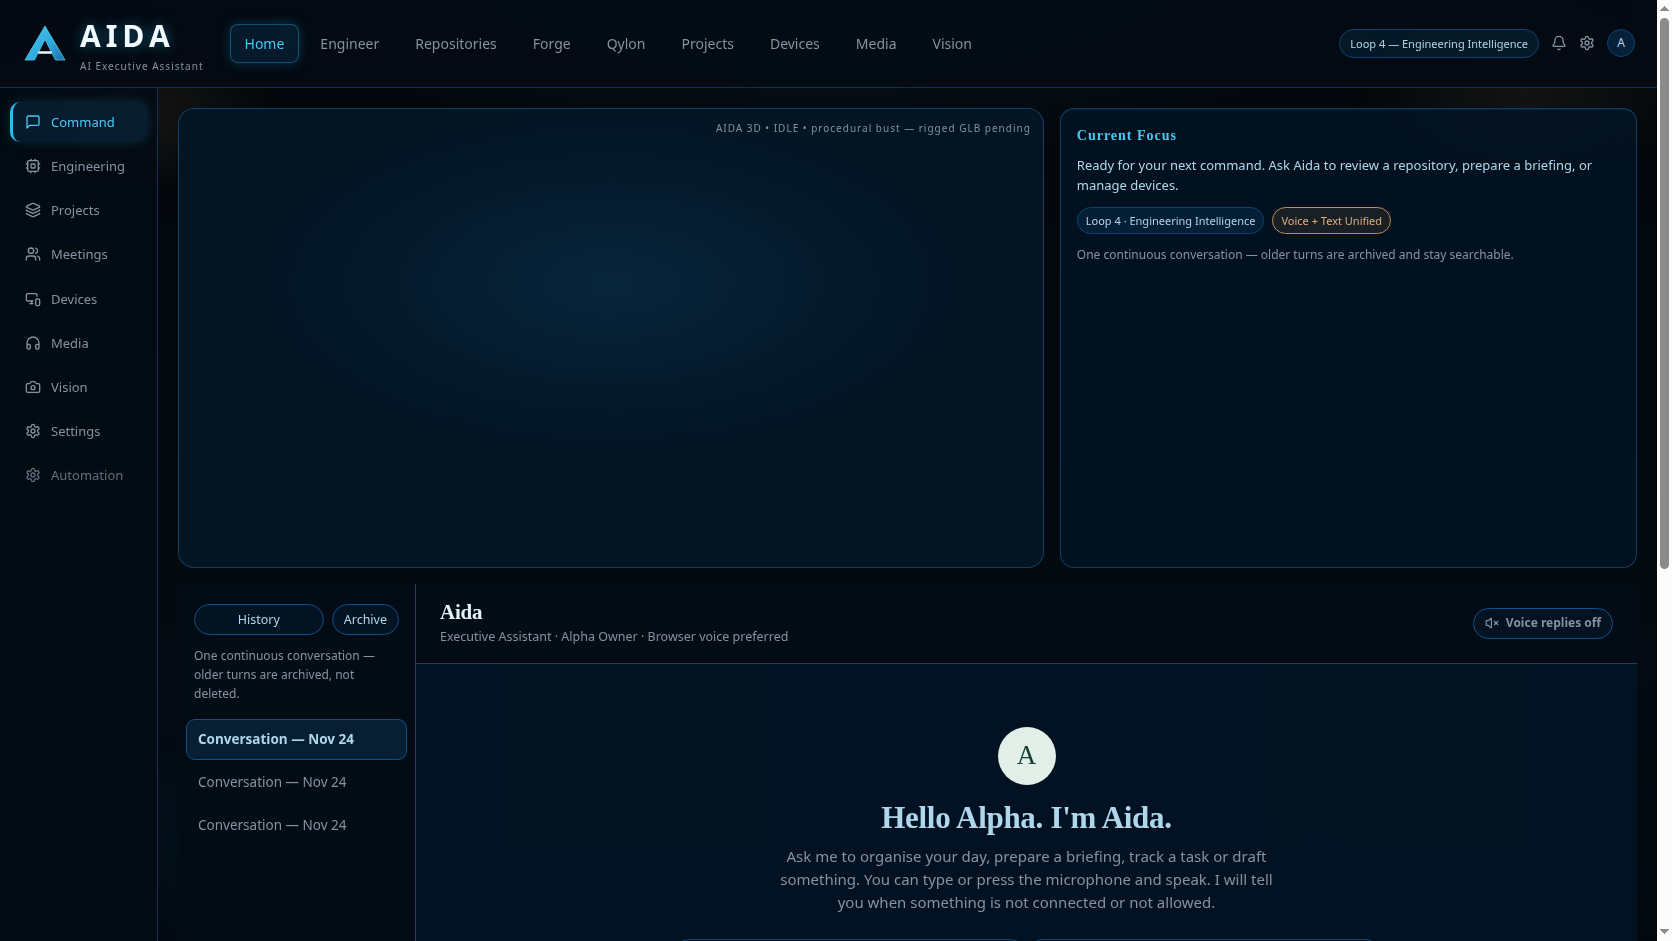 AIDA
AI Executive Assistant
Home
Engineer
Repositories
Forge
Qylon
Projects
Devices
Media
Vision
Loop 4 — Engineering Intelligence
A
Command
Engineering
Projects
Meetings
Devices
Media
Vision
Settings
Automation
AIDA 3D • IDLE • procedural bust — rigged GLB pending
Current Focus
Ready for your next command. Ask Aida to review a repository, prepare a briefing, or
manage devices.
Loop 4 · Engineering Intelligence
Voice + Text Unified
One continuous conversation — older turns are archived and stay searchable.
History
Archive
One continuous conversation —
older turns are archived, not
deleted.
Conversation — Nov 24
Conversation — Nov 24
Conversation — Nov 24
Aida
Executive Assistant · Alpha Owner · Browser voice preferred
Voice replies off
A
Hello Alpha. I'm Aida.
Ask me to organise your day, prepare a briefing, track a task or draft
something. You can type or press the microphone and speak. I will tell
you when something is not connected or not allowed.